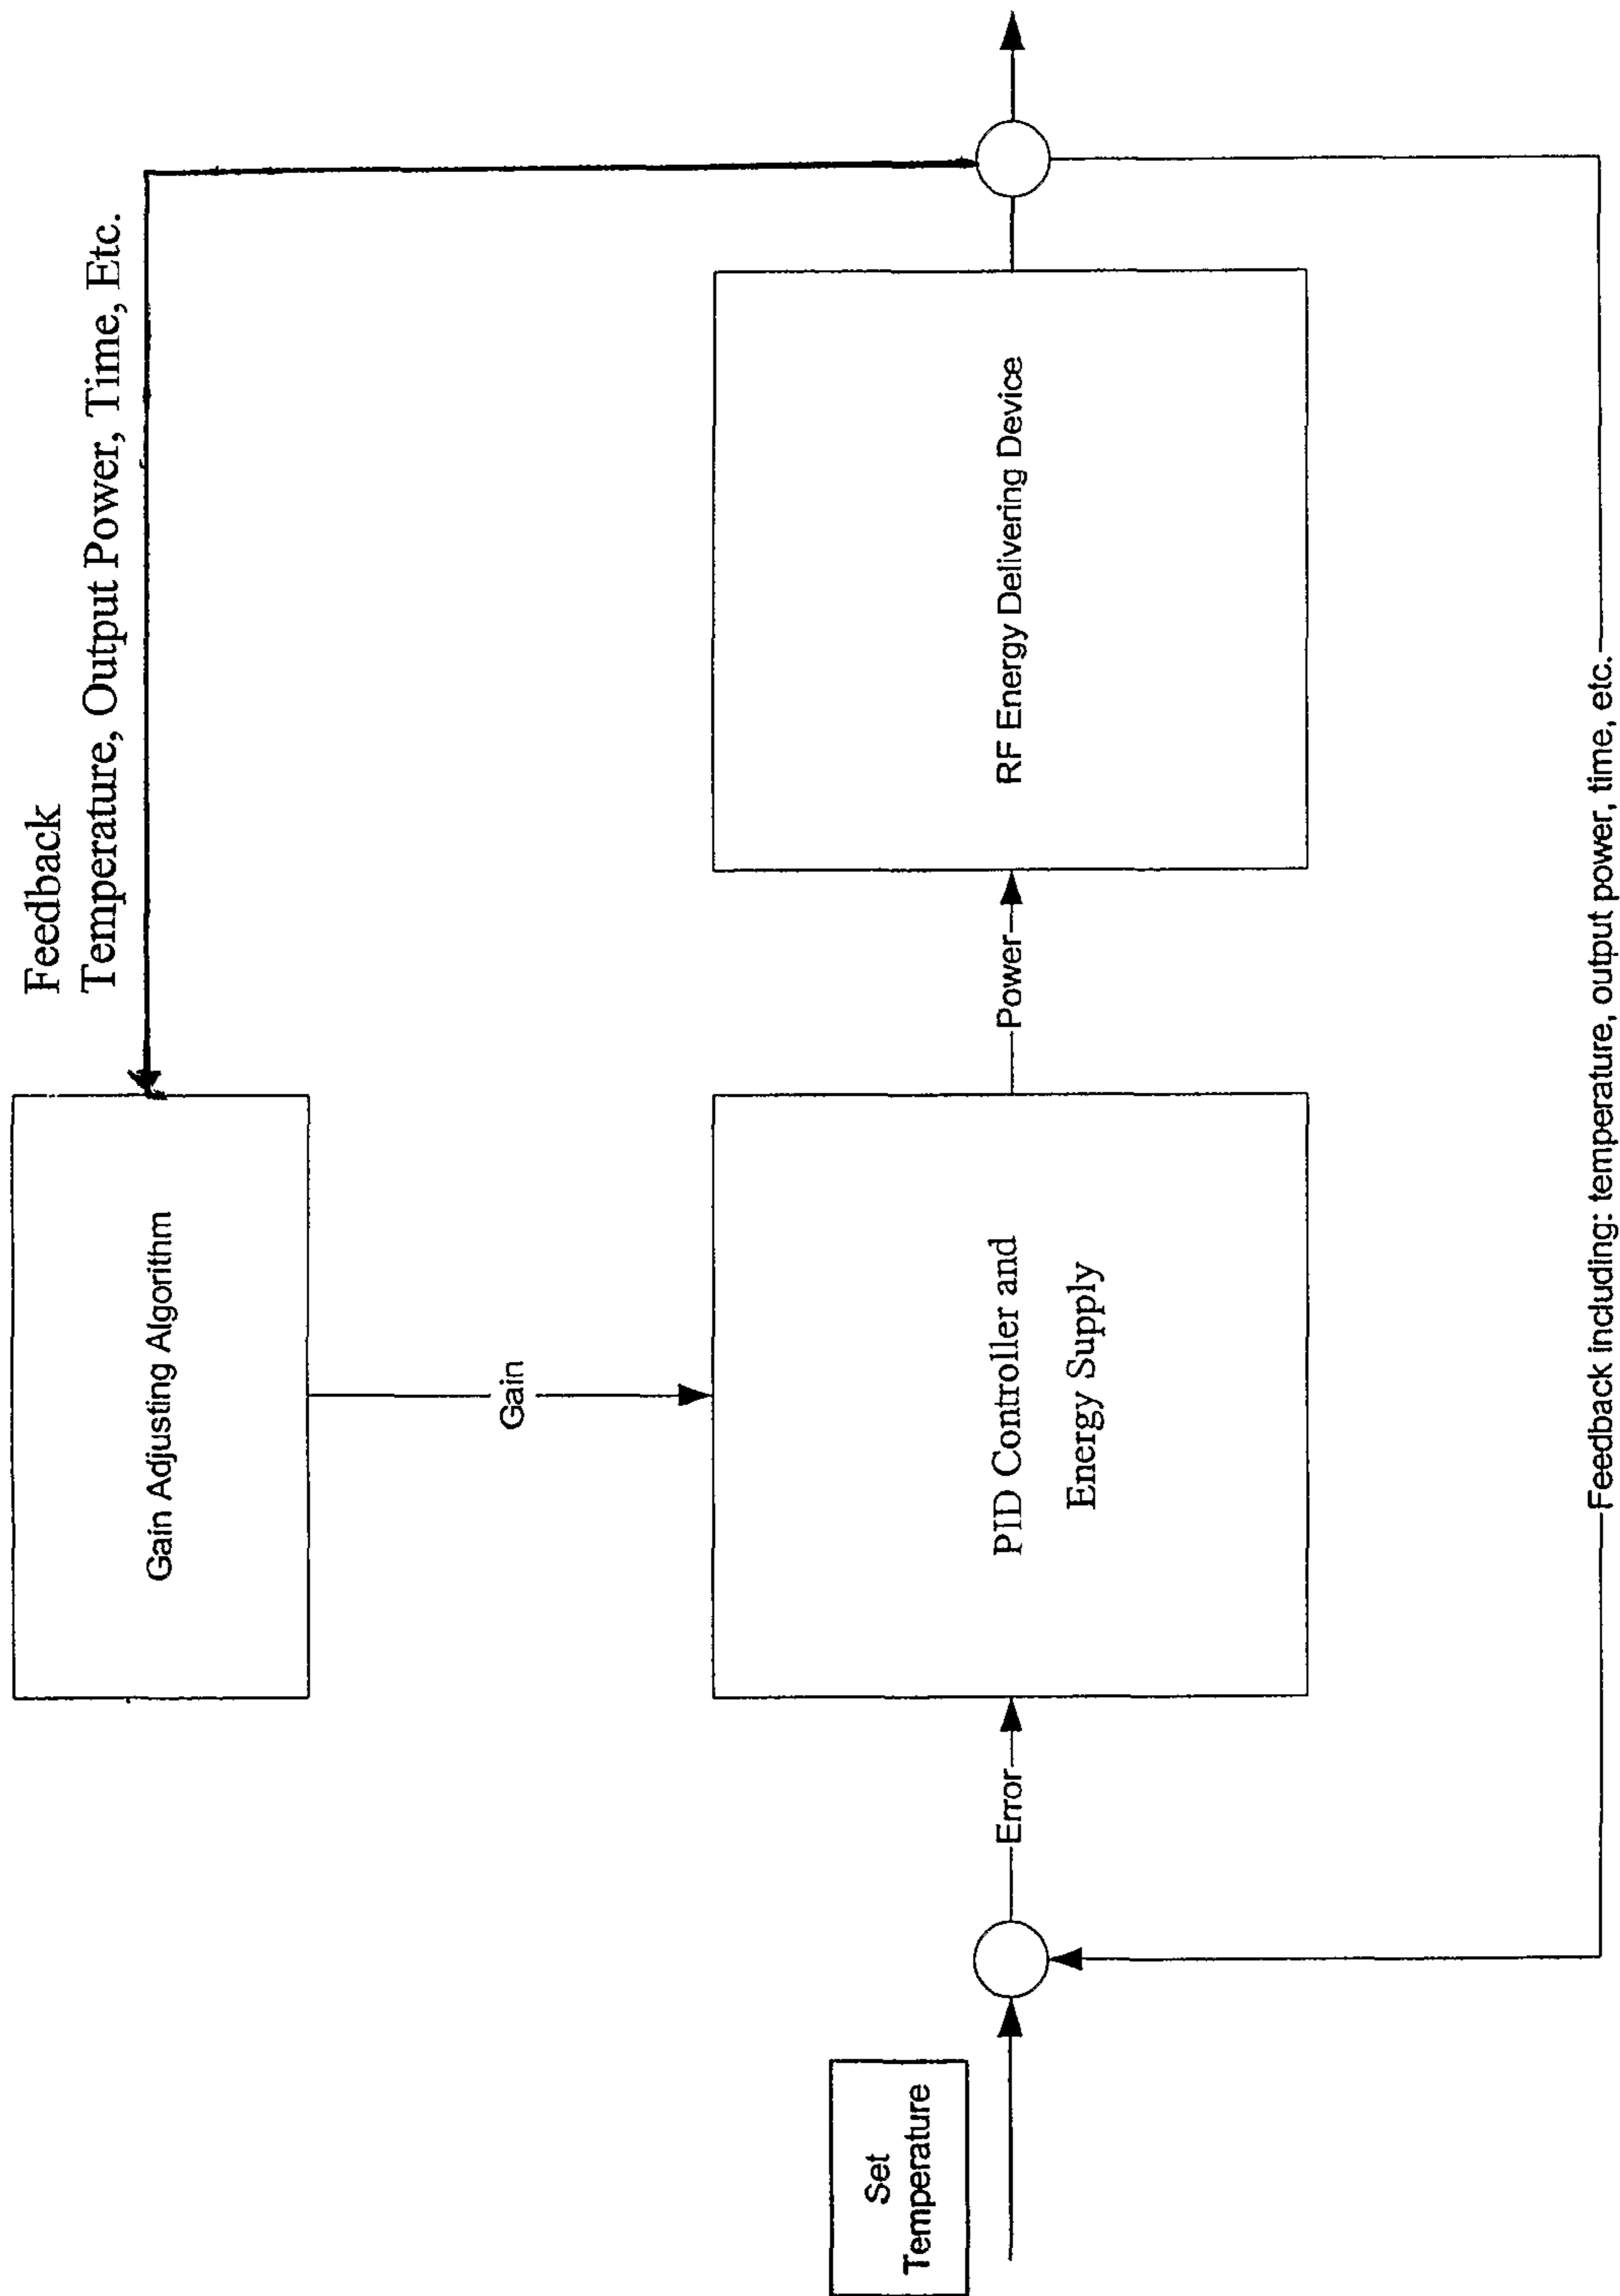 Feedback
Temperature, Output Power, Time, Etc.
Gain Adjusting Algorithm
Gain
Set
Temperature
Error
PID Controller and
Energy Supply
Power
RF Energy Delivering Device
Feedback including: temperature, output power, time, etc.